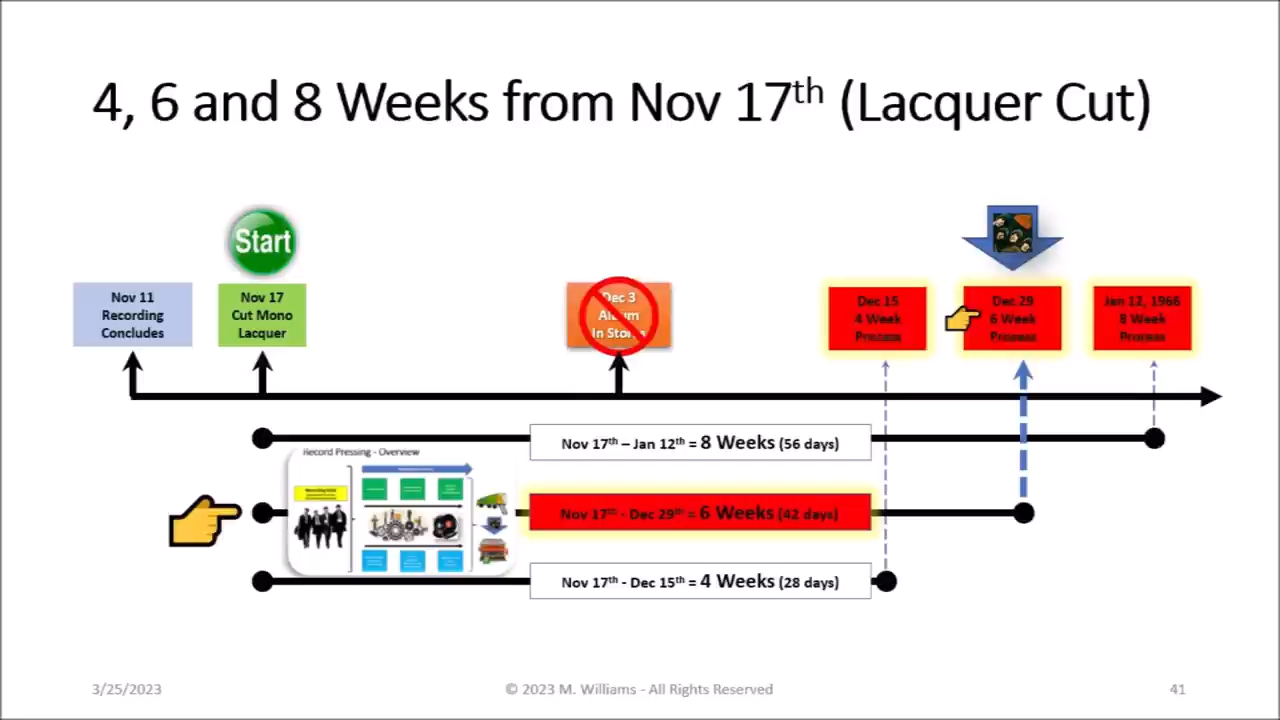 4, 6 and 8 Weeks from Nov 17th (Lacquer Cut)
Start
Nov 11
Recording
Concludes
Nov 17
Cut Mono
Lacquer
Dec 3
Album
In Stores
Dec 15
4 Week
Process
Dec 29
6 Week
Process
Jan 12, 1966
8 Week
Process
Nov 17th – Jan 12th = 8 Weeks (56 days)
Record Pressing - Overview
Nov 17th - Dec 29th = 6 Weeks (42 days)
Nov 17th - Dec 15th = 4 Weeks (28 days)
3/25/2023
© 2023 M. Williams - All Rights Reserved
41